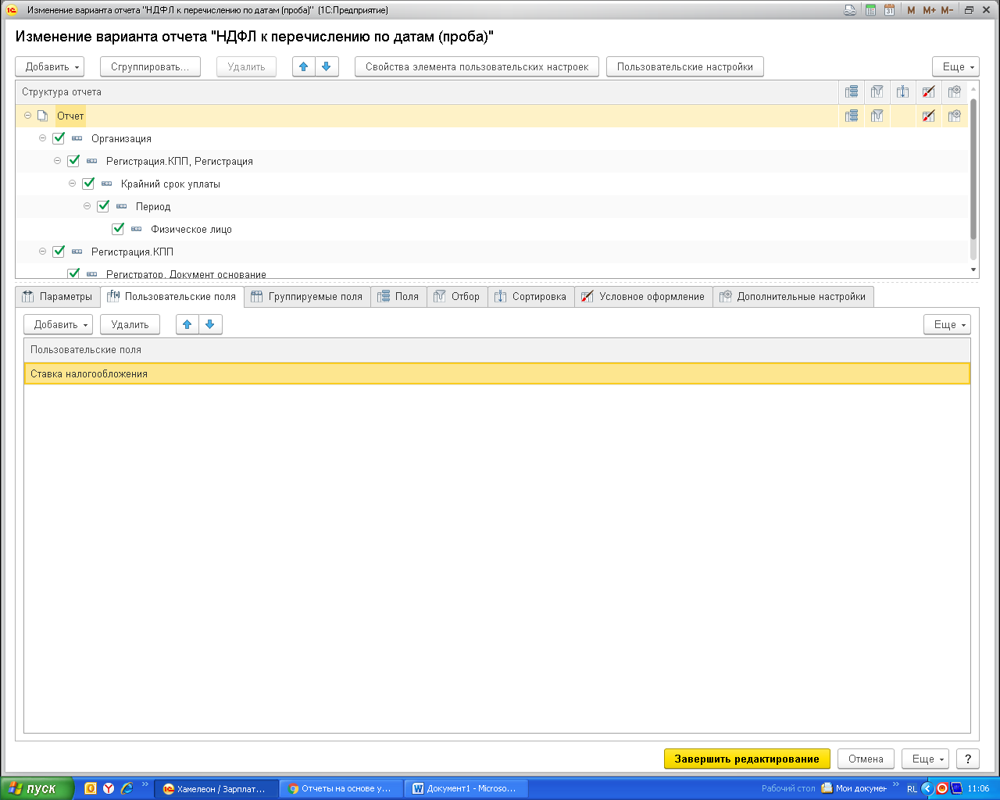 Изменение варианта отчета "НДФЛ к перечислению по датам (проба)" (1С:Предприятие)
31 M M+ M-
Изменение варианта отчета "НДФЛ к перечислению по датам (проба)"
Добавить Сгруппировать... Удалить Свойства элемента пользовательских настроек Пользовательские настройки Еще
Структура отчета
Отчет
Организация
Регистрация.КПП, Регистрация
Крайний срок уплаты
Период
Физическое лицо
Регистрация.КПП
Регистратор, Документ основание
Параметры Пользовательские поля Группируемые поля Поля Отбор Сортировка Условное оформление Дополнительные настройки
Добавить Удалить Еще
Пользовательские поля
Ставка налогообложения
Завершить редактирование Отмена Еще ?
пуск Хамелеон / Зарплат... Отчеты на основе у... Документ1 - Microso... Рабочий стол Мои докумен RL 11:06